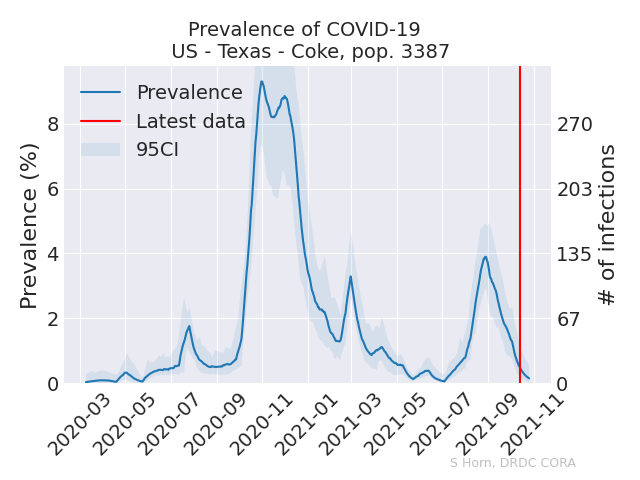 Prevalence of COVID-19
US - Texas - Coke, pop. 3387
Prevalence
Latest data
95CI
Prevalence (%)
8
6
4
2
0
270
203
135
67
0
# of infections
2020-03
2020-05
2020-07
2020-09
2020-11
2021-01
2021-03
2021-05
2021-07
2021-09
2021-11
S Horn, DRDC CORA